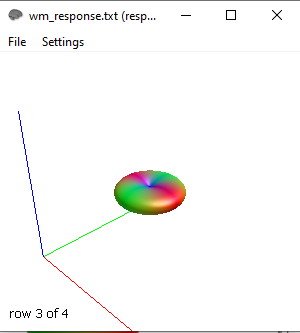 wm_response.txt (resp...
File Settings
row 3 of 4